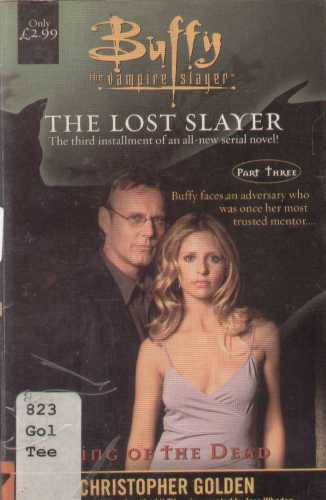 Only
£2.99
Buffy
the vampire slayer
THE LOST SLAYER
The third installment of an all-new serial novel!
PART THREE
Buffy faces an adversary who
was once her most
trusted mentor....
823
Gol
Tee
ING OF THE DEAD
CHRISTOPHER GOLDEN